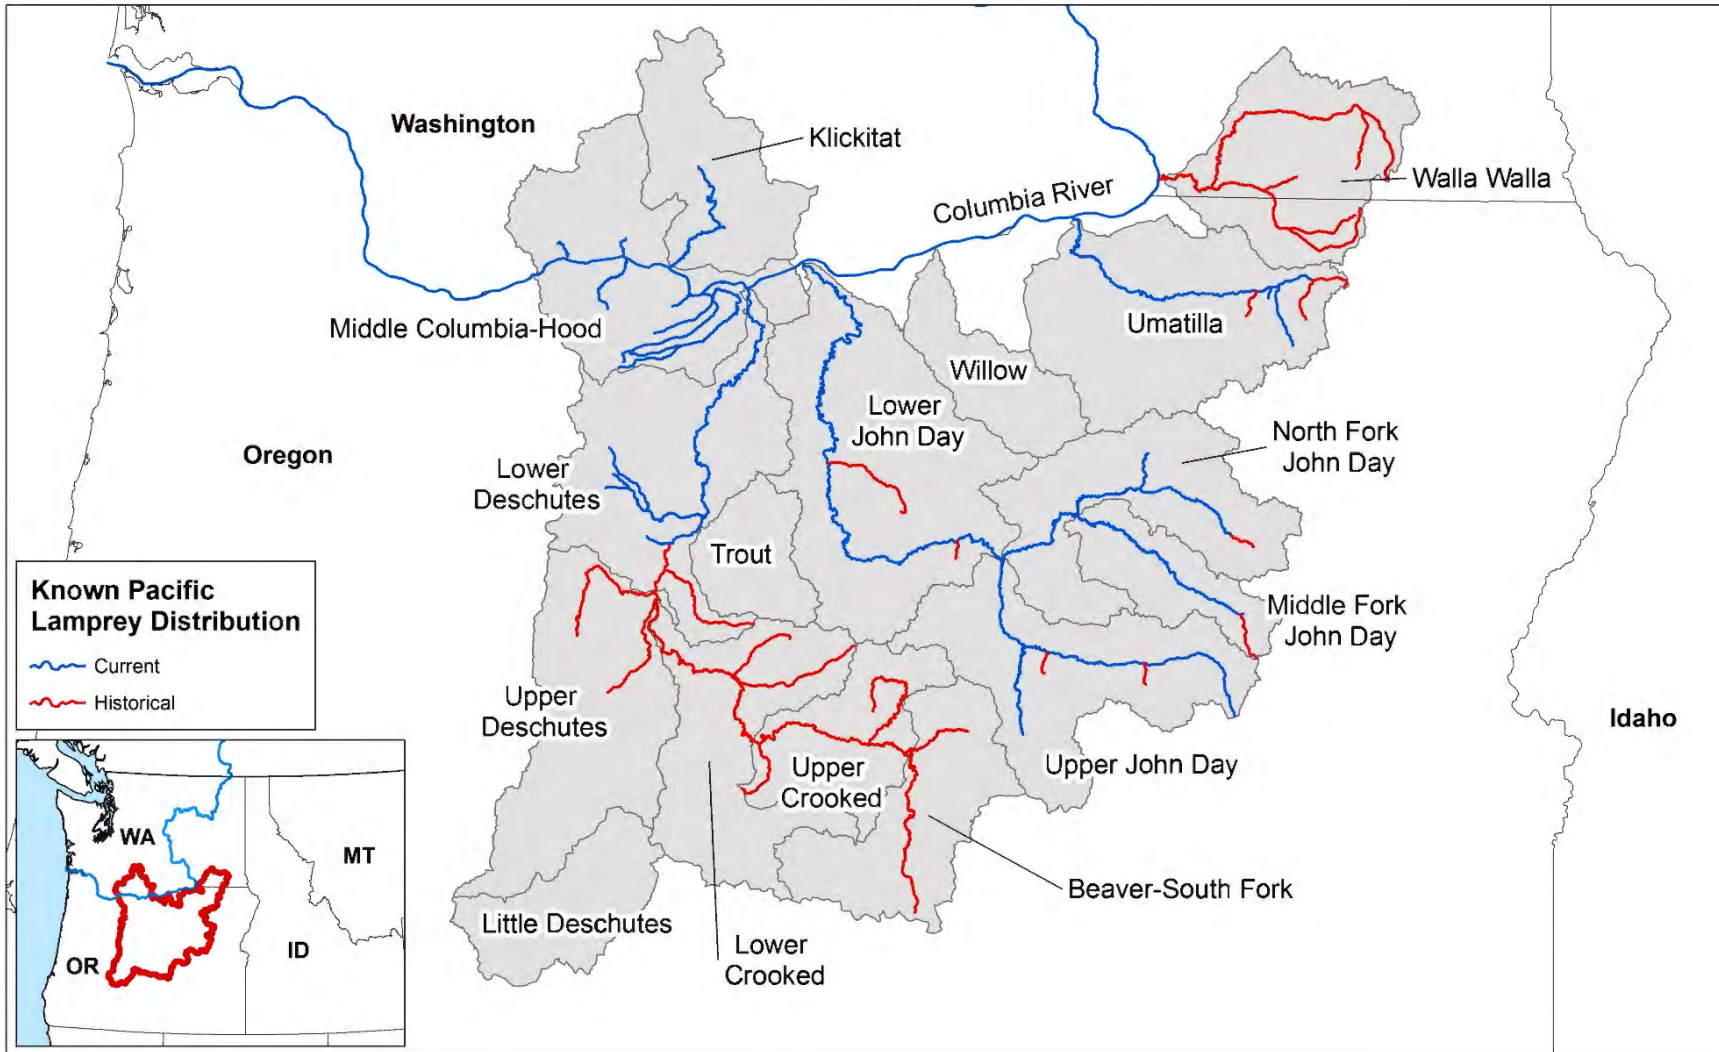 Washington
Klickitat
Walla Walla
Columbia River
Middle Columbia-Hood
Umatilla
Willow
Lower
John Day
North Fork
John Day
Oregon
Lower
Deschutes
Trout
Middle Fork
John Day
Known Pacific
Lamprey Distribution
Current
Historical
Upper
Deschutes
Idaho
Upper John Day
Upper
Crooked
Beaver-South Fork
Little Deschutes
Lower
Crooked
WA
MT
OR
ID